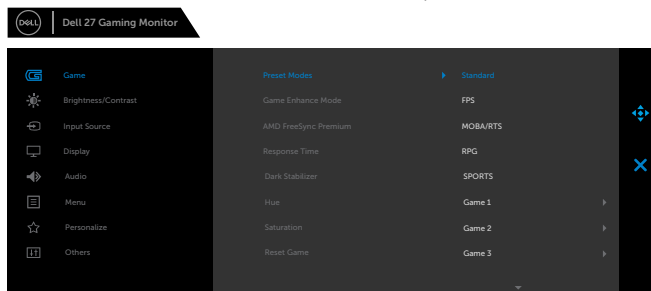 DELL Dell 27 Gaming Monitor
Game Preset Modes Standard
Brightness/Contrast Game Enhance Mode FPS
Input Source AMD FreeSync Premium MOBA/RTS
Display Response Time RPG
Audio Dark Stabilizer SPORTS
Menu Hue Game 1
Personalize Saturation Game 2
Others Reset Game Game 3